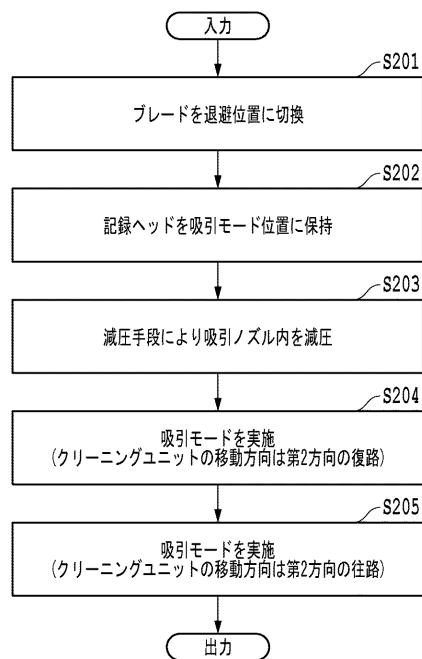 入力
S201
ブレードを退避位置に切換
S202
記録ヘッドを吸引モード位置に保持
S203
減圧手段により吸引ノズル内を減圧
S204
吸引モードを実施
(クリーニングユニットの移動方向は第2方向の復路)
S205
吸引モードを実施
(クリーニングユニットの移動方向は第2方向の往路)
出力